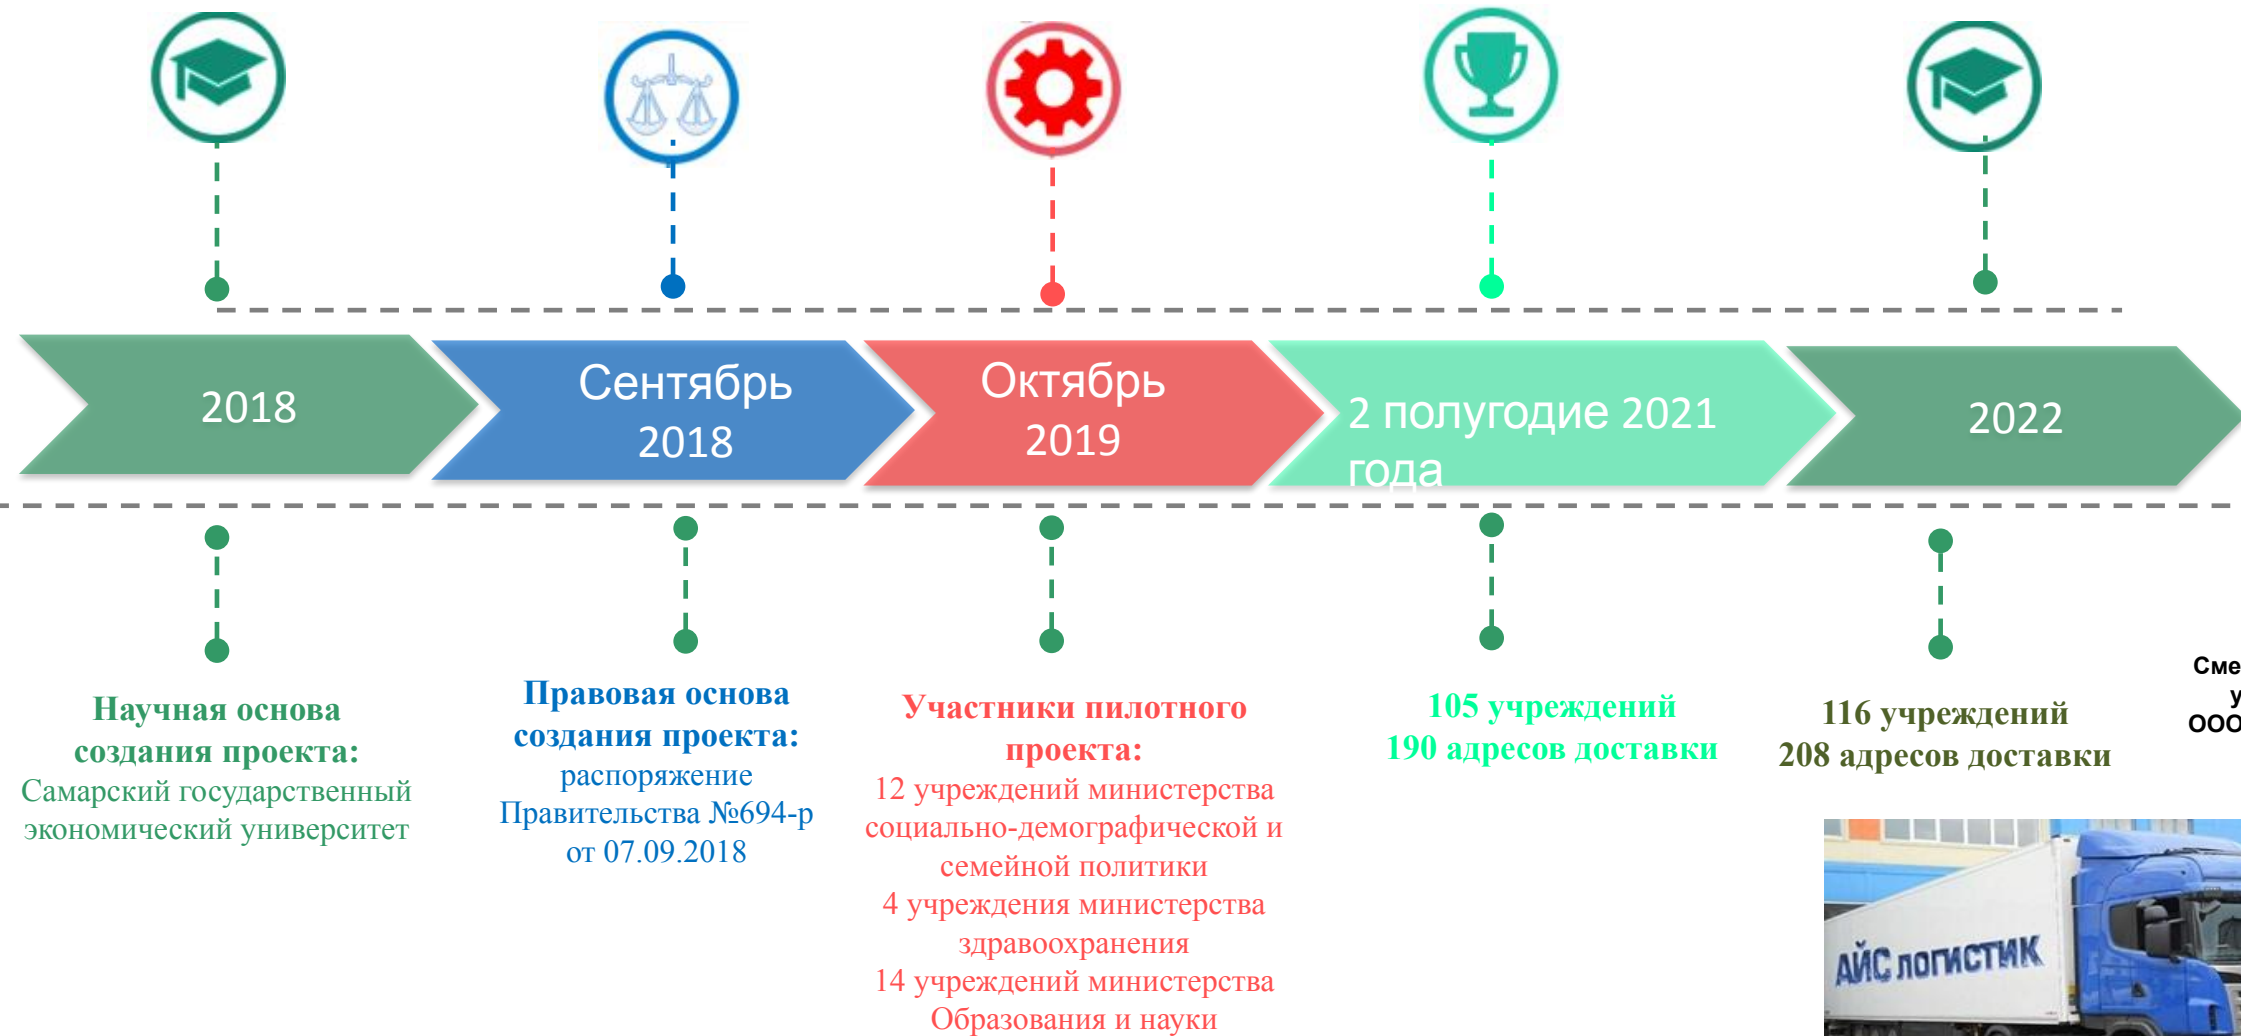 2018
Сентябрь
2018
Октябрь
2019
2 полугодие 2021
года
2022
Научная основа
создания проекта:
Самарский государственный
экономический университет
Правовая основа
создания проекта:
распоряжение
Правительства №694-р
от 07.09.2018
Участники пилотного
проекта:
12 учреждений министерства
социально-демографической и
семейной политики
4 учреждения министерства
здравоохранения
14 учреждений министерства
Образования и науки
105 учреждений
190 адресов доставки
116 учреждений
208 адресов доставки
ООО
АЙС ЛОГИСТИК